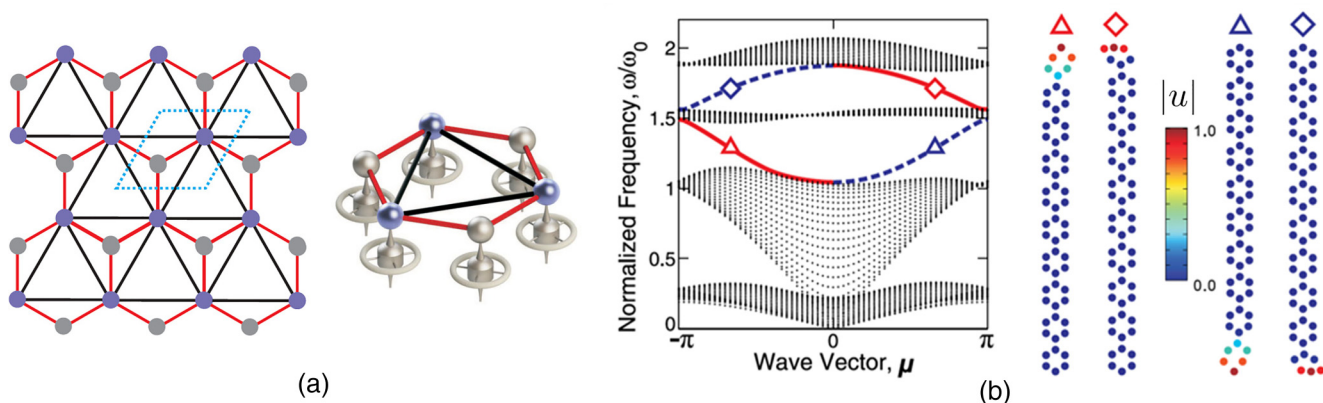 (a)
Normalized Frequency, ω/ω₀
2
1.5
1
0.5
0
-π
0
π
Wave Vector, μ
|u|
1.0
0.0
(b)